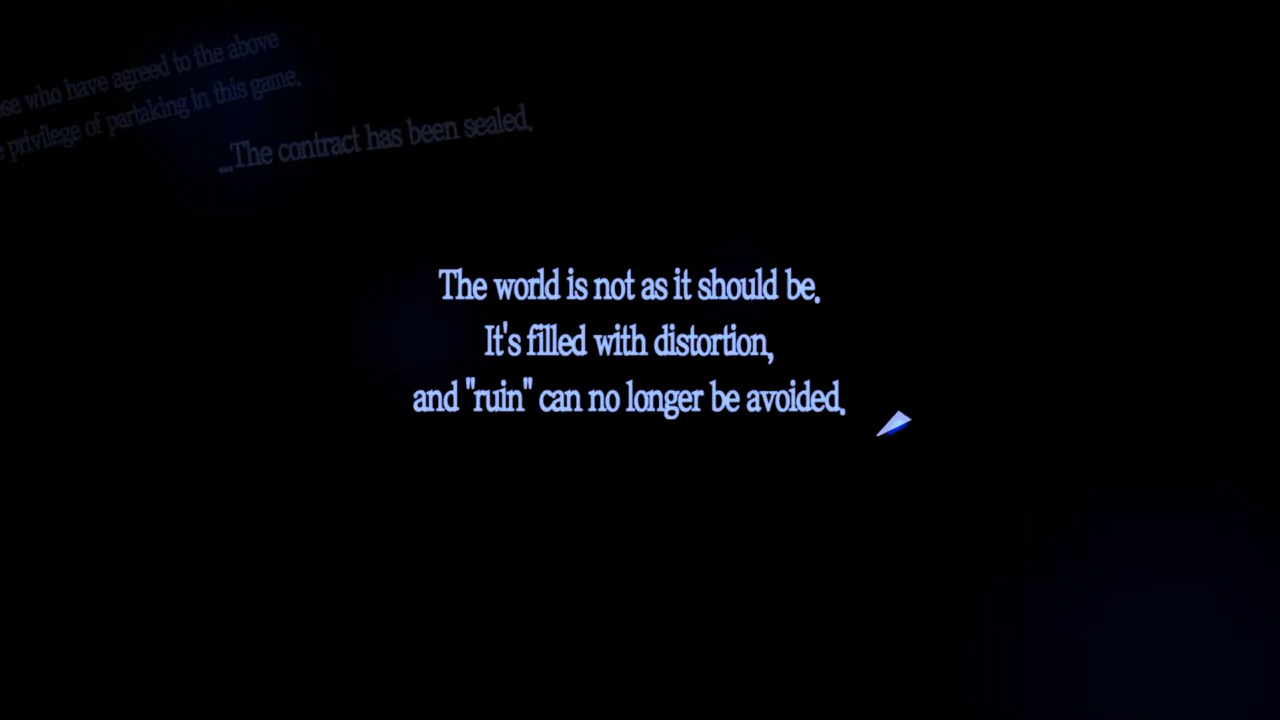 who have agreed to the above
privilege of partaking in this game.
...The contract has been sealed.
The world is not as it should be.
It's filled with distortion,
and "ruin" can no longer be avoided.